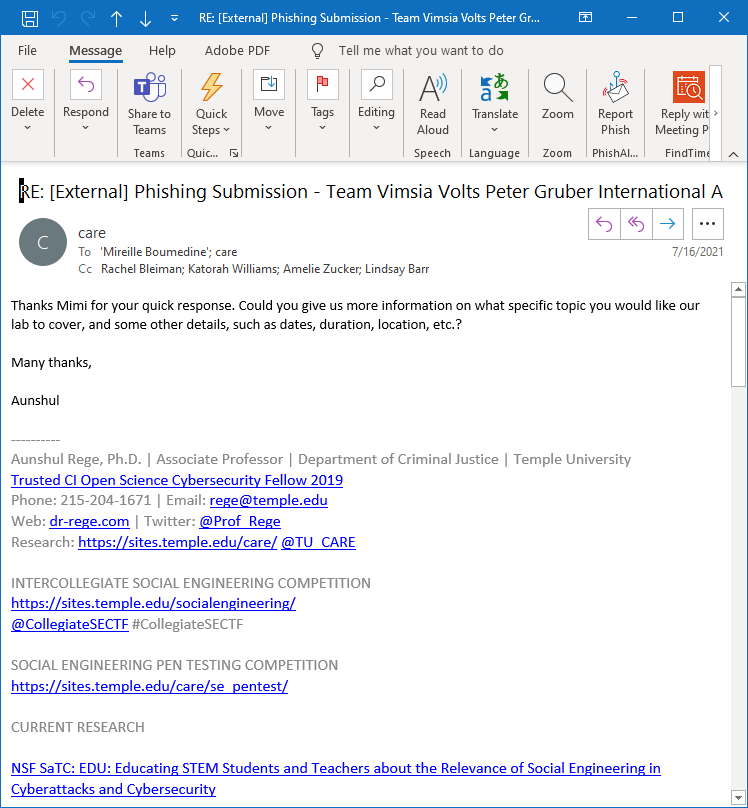 RE: [External] Phishing Submission - Team Vimsia Volts Peter Gr...
File Message Help Adobe PDF Tell me what you want to do
Delete
Respond
Share to Teams
Quick Steps
Move
Tags
Editing
Read Aloud
Translate
Zoom
Report Phish
Reply wit
Meeting P
Teams Quic... Speech Language Zoom PhishAl... FindTime
RE: [External] Phishing Submission - Team Vimsia Volts Peter Gruber International A
C
care
To 'Mireille Boumedine'; care
Cc Rachel Bleiman; Katorah Williams; Amelie Zucker; Lindsay Barr
7/16/2021
Thanks Mimi for your quick response. Could you give us more information on what specific topic you would like our
lab to cover, and some other details, such as dates, duration, location, etc.?
Many thanks,
Aunshul
----------
Aunshul Rege, Ph.D. | Associate Professor | Department of Criminal Justice | Temple University
Trusted CI Open Science Cybersecurity Fellow 2019
Phone: 215-204-1671 | Email: rege@temple.edu
Web: dr-rege.com | Twitter: @Prof_Rege
Research: https://sites.temple.edu/care/ @TU_CARE
INTERCOLLEGIATE SOCIAL ENGINEERING COMPETITION
https://sites.temple.edu/socialengineering/
@CollegiateSECTF #CollegiateSECTF
SOCIAL ENGINEERING PEN TESTING COMPETITION
https://sites.temple.edu/care/se_pentest/
CURRENT RESEARCH
NSF SaTC: EDU: Educating STEM Students and Teachers about the Relevance of Social Engineering in
Cyberattacks and Cybersecurity